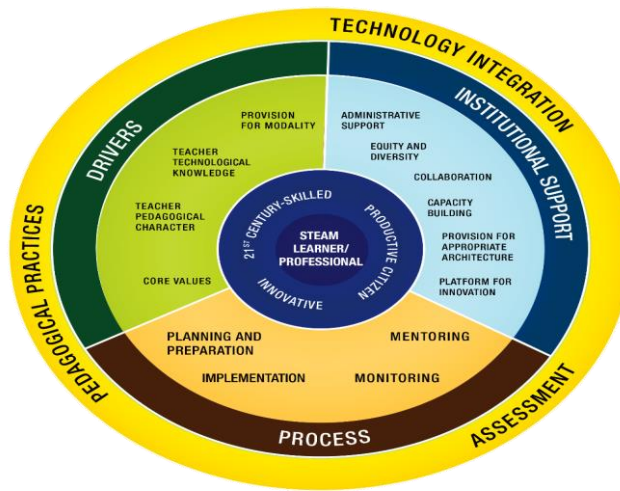 TECHNOLOGY INTEGRATION
PEDAGOGICAL PRACTICES
ASSESSMENT
DRIVERS
PROVISION
FOR MODALITY
TEACHER
TECHNOLOGICAL
KNOWLEDGE
TEACHER
PEDAGOGICAL
CHARACTER
CORE VALUES
INSTITUTIONAL SUPPORT
ADMINISTRATIVE
SUPPORT
EQUITY AND
DIVERSITY
COLLABORATION
CAPACITY
BUILDING
PROVISION FOR
APPROPRIATE
ARCHITECTURE
PLATFORM FOR
INNOVATION
21ST CENTURY-SKILLED
PRODUCTIVE CITIZEN
INNOVATIVE
STEAM
LEARNER/
PROFESSIONAL
PLANNING AND
PREPARATION
IMPLEMENTATION
MENTORING
MONITORING
PROCESS